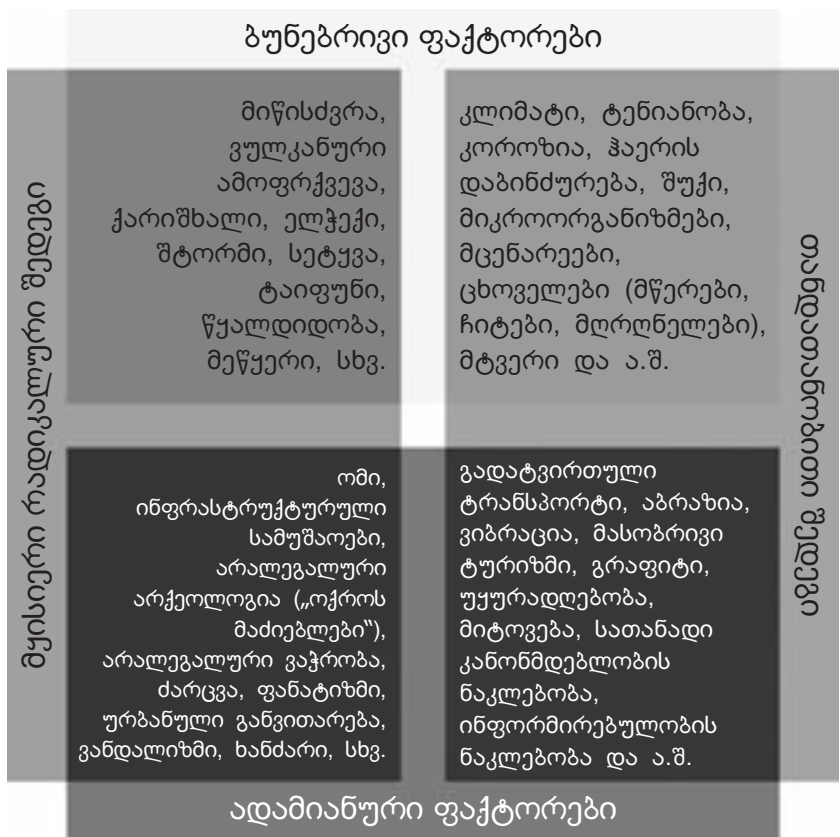 ბუნებრივი ფაქტორები
მყისიერი რადიკალური შედეგი
მიწისძვრა,
ვულკანური
ამოფრქვევა,
ქარიშხალი, ელჭექი,
შტორმი, სეტყვა,
ტაიფუნი,
წყალდიდობა,
მეწყერი, სხვ.
კლიმატი, ტენიანობა,
კოროზია, ჰაერის
დაბინძურება, შუქი,
მიკროორგანიზმები,
მცენარეები,
ცხოველები (მწერები,
ჩიტები, მღრღნელები),
მტვერი და ა.შ.
თანდათანობითი შედეგი
ომი,
ინფრასტრუქტურული
სამუშაოები,
არალეგალური
არქეოლოგია („ოქროს
მაძიებლები“),
არალეგალური ვაჭრობა,
ძარცვა, ფანატიზმი,
ურბანული განვითარება,
ვანდალიზმი, ხანძარი, სხვ.
გადატვირთული
ტრანსპორტი, აბრაზია,
ვიბრაცია, მასობრივი
ტურიზმი, გრაფიტი,
უყურადღებობა,
მიტოვება, სათანადო
კანონმდებლობის
ნაკლებობა,
ინფორმირებულობის
ნაკლებობა და ა.შ.
ადამიანური ფაქტორები